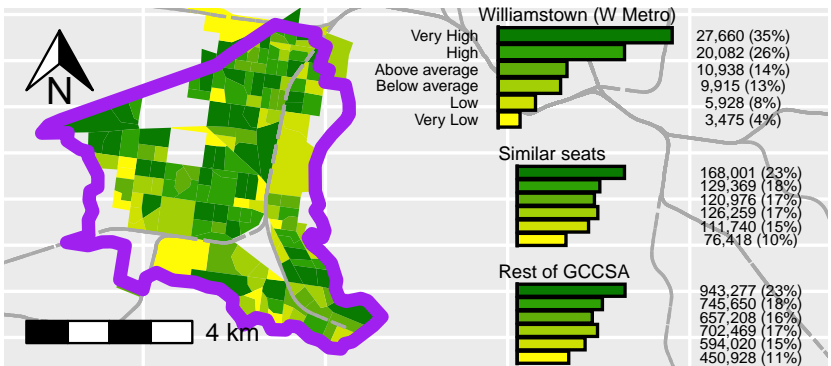 Williamstown (W Metro)
Very High 27,660 (35%)
High 20,082 (26%)
Above average 10,938 (14%)
Below average 9,915 (13%)
Low 5,928 (8%)
Very Low 3,475 (4%)
N
Similar seats
168,001 (23%)
129,369 (18%)
120,976 (17%)
126,259 (17%)
111,740 (15%)
76,418 (10%)
Rest of GCCSA
943,277 (23%)
745,650 (18%)
657,208 (16%)
702,469 (17%)
594,020 (15%)
450,928 (11%)
4 km